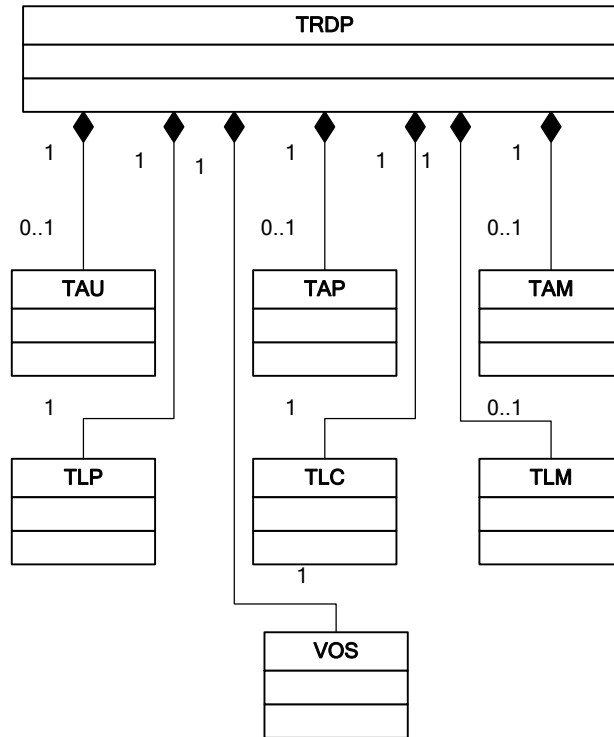 TRDP
1 1 1 1 1 1 1
0..1 0..1 0..1
TAU TAP TAM
1 1 0..1
TLP TLC TLM
1
VOS